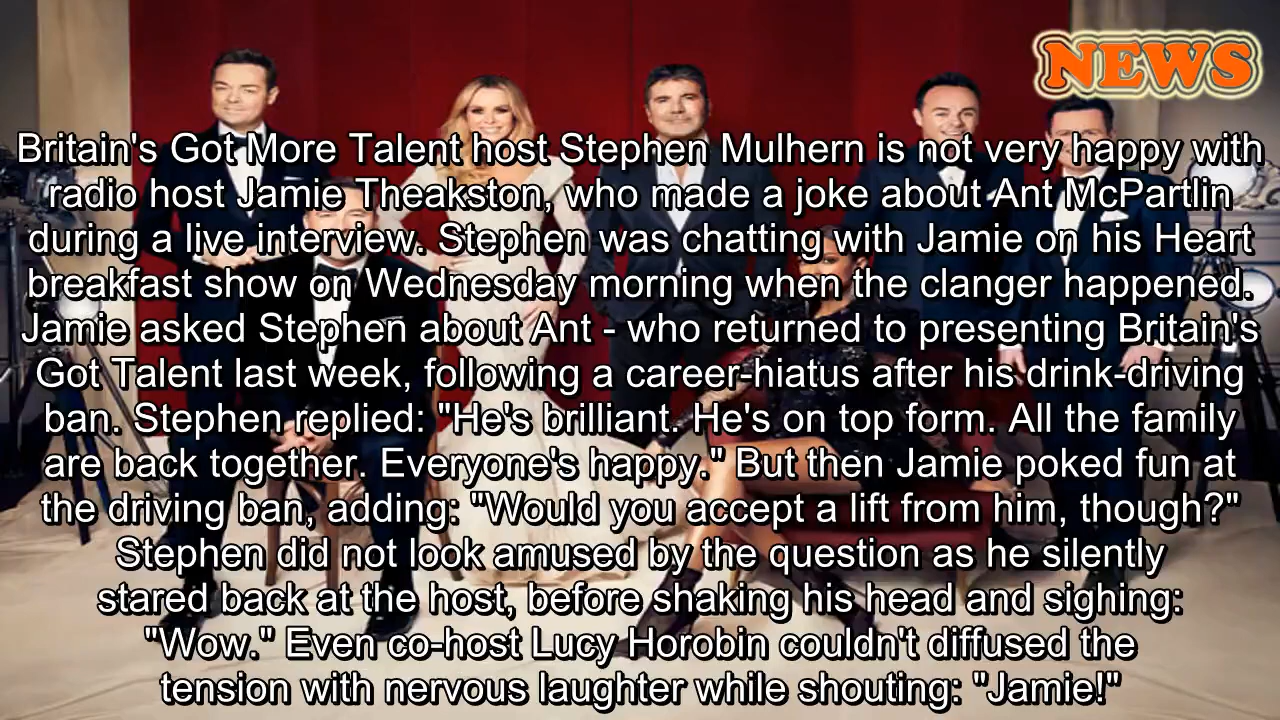 NEWS
Britain's Got More Talent host Stephen Mulhern is not very happy with
radio host Jamie Theakston, who made a joke about Ant McPartlin
during a live interview. Stephen was chatting with Jamie on his Heart
breakfast show on Wednesday morning when the clanger happened.
Jamie asked Stephen about Ant - who returned to presenting Britain's
Got Talent last week, following a career-hiatus after his drink-driving
ban. Stephen replied: "He's brilliant. He's on top form. All the family
are back together. Everyone's happy." But then Jamie poked fun at
the driving ban, adding: "Would you accept a lift from him, though?"
Stephen did not look amused by the question as he silently
stared back at the host, before shaking his head and sighing:
"Wow." Even co-host Lucy Horobin couldn't diffused the
tension with nervous laughter while shouting: "Jamie!"